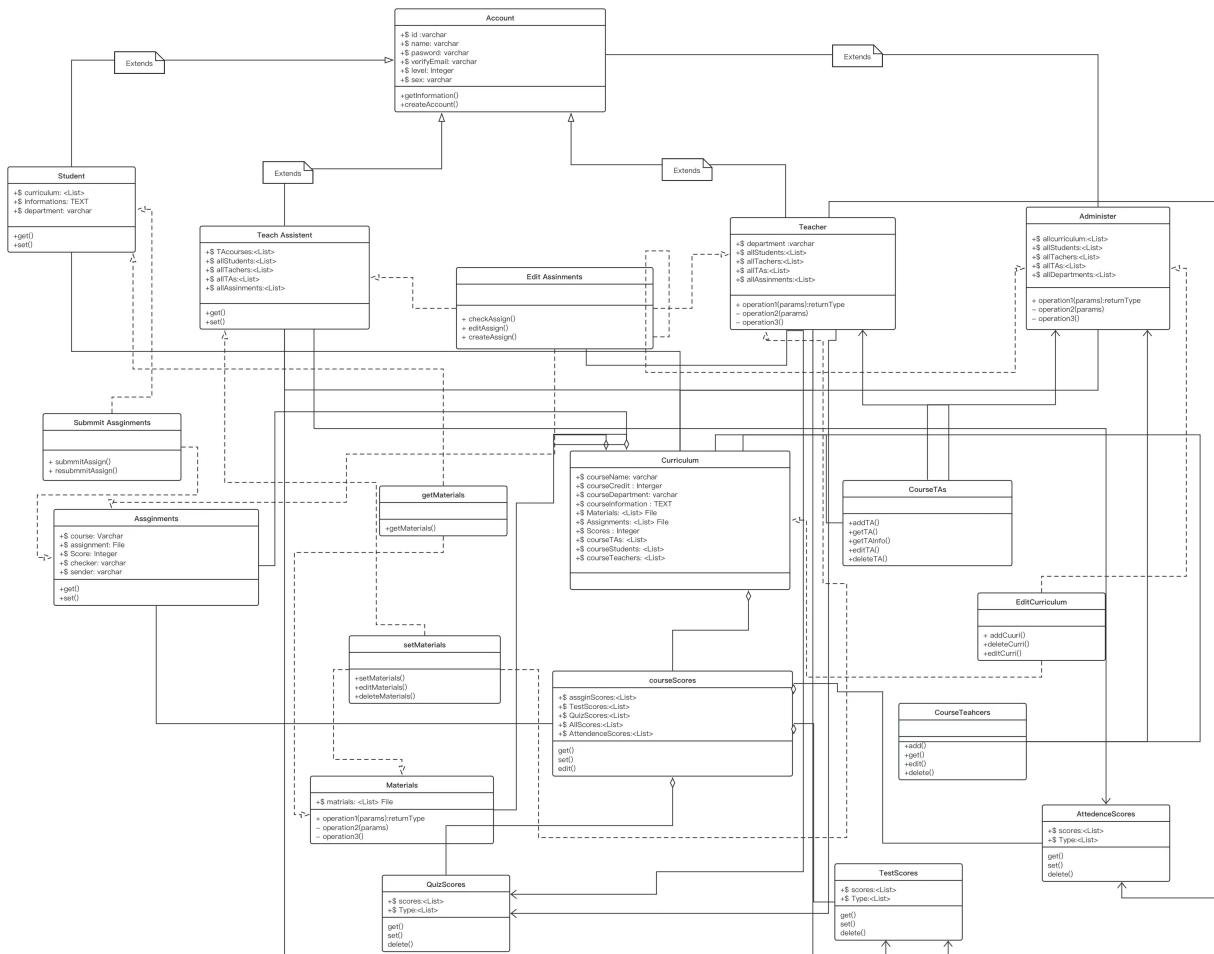 Account
+$ id :varchar
+$ name: varchar
+$ pasword: varchar
+$ verifyEmail: varchar
+$ level: Integer
+$ sex: varchar
+getInformation()
+createAccount()
Extends
Extends
Extends
Extends
Student
+$ curriculum: <List>
+$ Informations: TEXT
+$ department: varchar
+get()
+set()
Teach Assistent
+$ TAcourses:<List>
+$ allStudents:<List>
+$ allTachers:<List>
+$ allTAs:<List>
+$ allAssinments:<List>
+get()
+set()
Edit Assinments
+ checkAssign()
+ editAssign()
+ createAssign()
Teacher
+$ department :varchar
+$ allStudents:<List>
+$ allTachers:<List>
+$ allTAs:<List>
+$ allAssinments:<List>
+ operation1(params):returnType
– operation2(params)
– operation3()
Administer
+$ allcurriculum:<List>
+$ allStudents:<List>
+$ allTachers:<List>
+$ allTAs:<List>
+$ allDepartments:<List>
+ operation1(params):returnType
– operation2(params)
– operation3()
Submmit Assginments
+ submmitAssign()
+ resubmmitAssign()
Assginments
+$ course: Varchar
+$ assignment: File
+$ Score: Integer
+$ checker: varchar
+$ sender: varchar
+get()
+set()
getMaterials
+getMaterials()
Curriculum
+$ courseName: varchar
+$ courseCredit : Interger
+$ courseDepartment: varchar
+$ courseInformation : TEXT
+$ Materials: <List> File
+$ Assignments: <List> File
+$ Scores : Integer
+$ courseTAs: <List>
+$ courseStudents: <List>
+$ courseTeachers: <List>
CourseTAs
+addTA()
+getTA()
+getTAInfo()
+editTA()
+deleteTA()
EditCurriculum
+ addCuuri()
+deleteCurri()
+editCurri()
setMaterials
+setMaterials()
+editMaterials()
+deleteMaterials()
courseScores
+$ assginScores:<List>
+$ TestScores:<List>
+$ QuizScores:<List>
+$ AllScores:<List>
+$ AttendenceScores:<List>
get()
set()
edit()
CourseTeahcers
+add()
+get()
+edit()
+delete()
Materials
+$ matrials: <List> File
+ operation1(params):returnType
– operation2(params)
– operation3()
AttedenceScores
+$ scores:<List>
+$ Type:<List>
get()
set()
delete()
QuizScores
+$ scores:<List>
+$ Type:<List>
get()
set()
delete()
TestScores
+$ scores:<List>
+$ Type:<List>
get()
set()
delete()